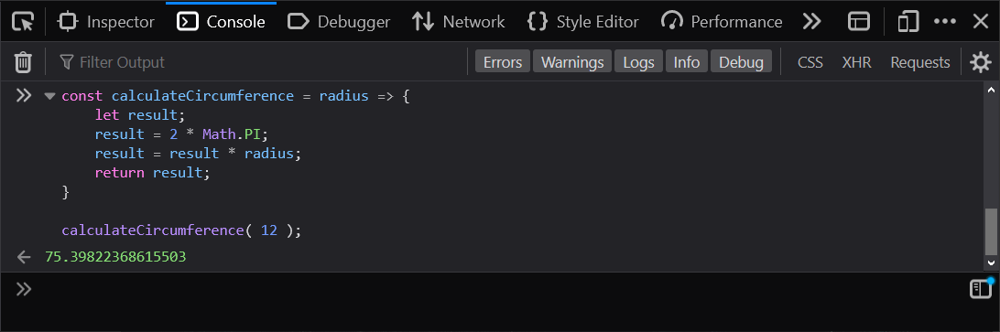 Inspector Console Debugger Network Style Editor Performance
Filter Output Errors Warnings Logs Info Debug CSS XHR Requests
const calculateCircumference = radius => {
    let result;
    result = 2 * Math.PI;
    result = result * radius;
    return result;
}
calculateCircumference( 12 );
75.39822368615503